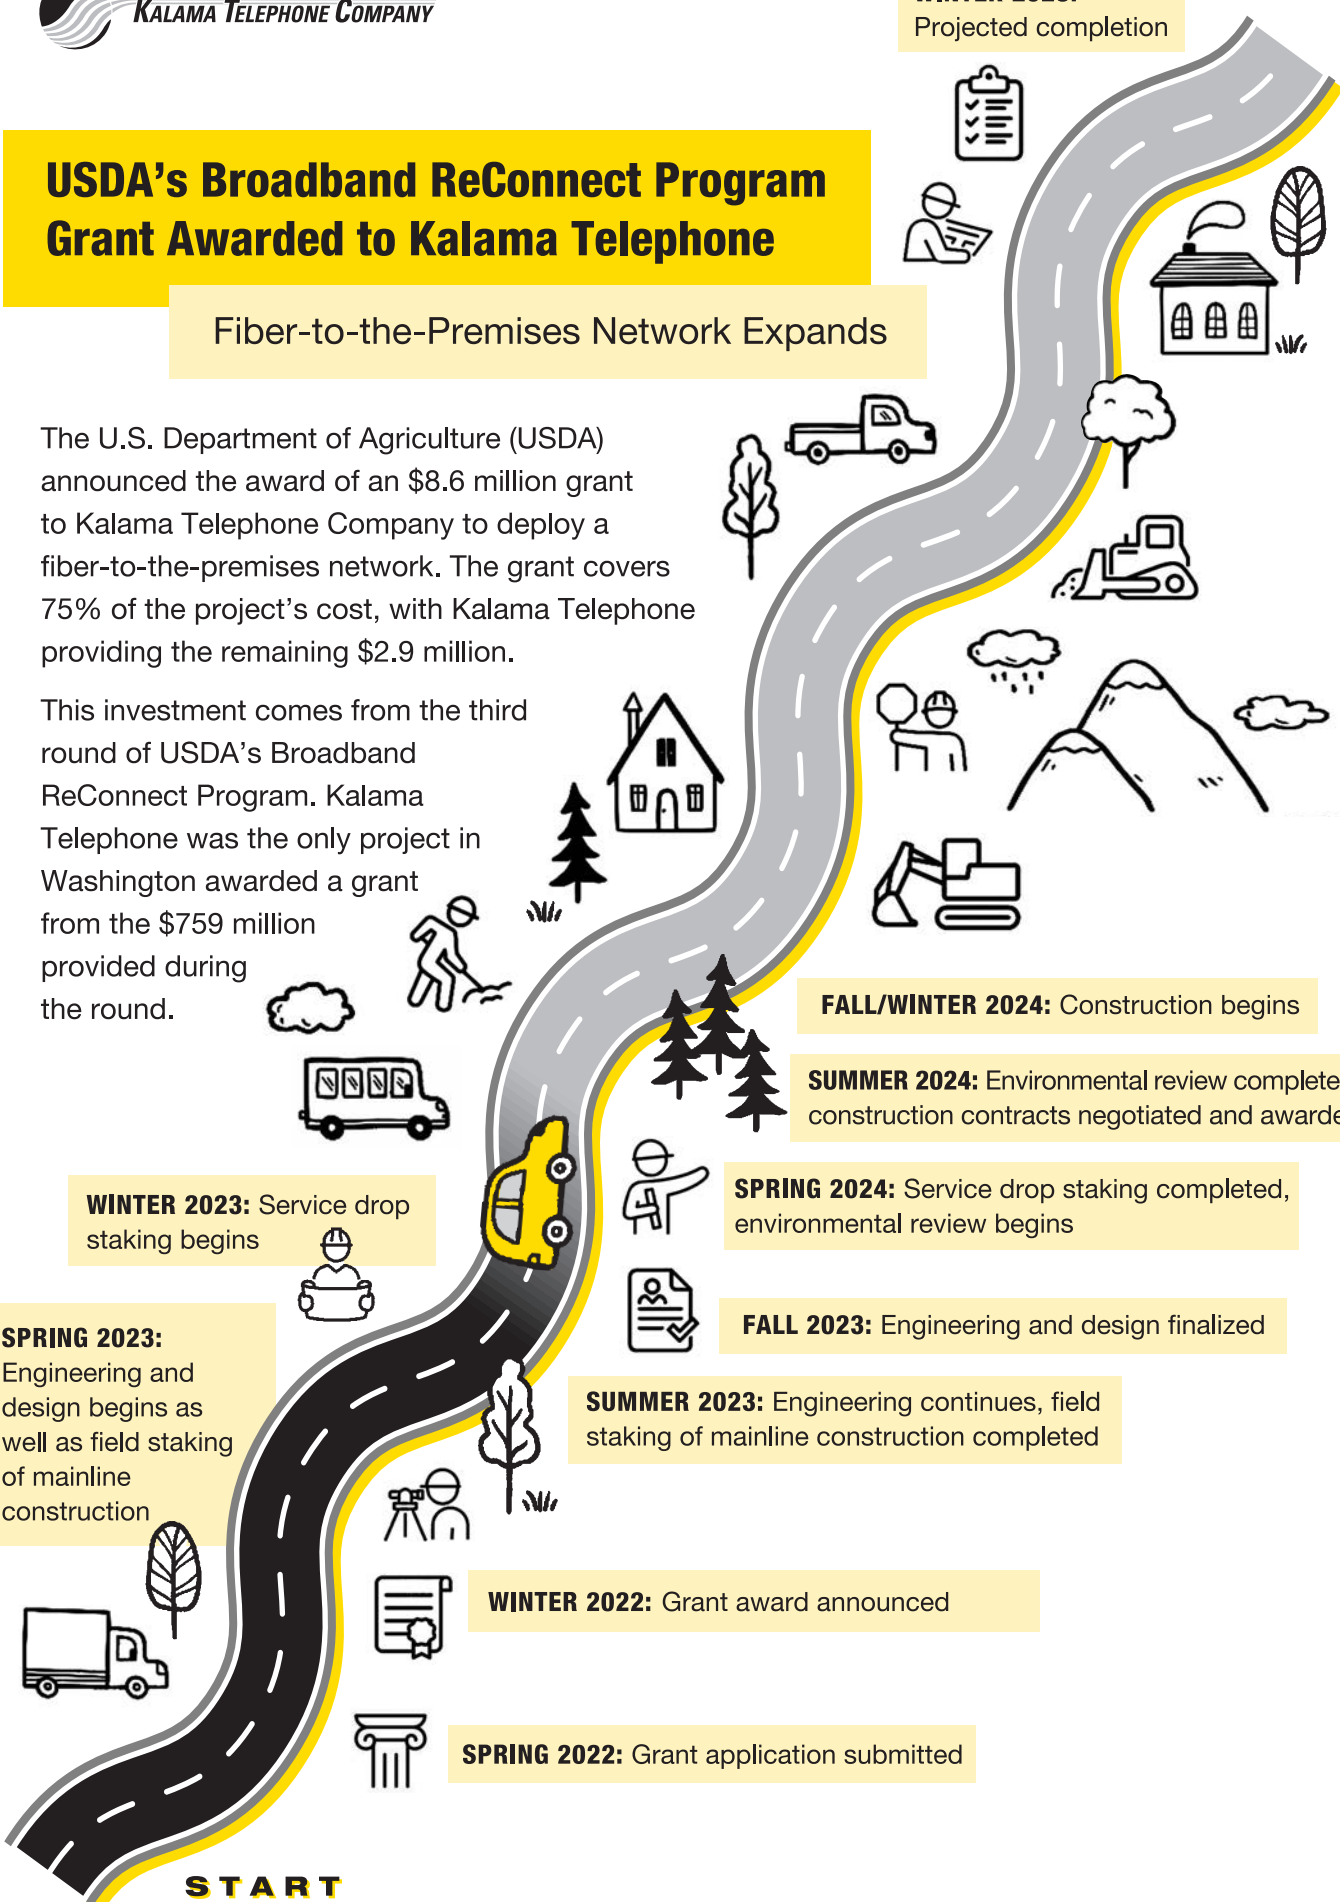 KALAMA TELEPHONE COMPANY
Projected completion
USDA's Broadband ReConnect Program
Grant Awarded to Kalama Telephone
Fiber-to-the-Premises Network Expands
The U.S. Department of Agriculture (USDA)
announced the award of an $8.6 million grant
to Kalama Telephone Company to deploy a
fiber-to-the-premises network. The grant covers
75% of the project's cost, with Kalama Telephone
providing the remaining $2.9 million.
This investment comes from the third
round of USDA's Broadband
ReConnect Program. Kalama
Telephone was the only project in
Washington awarded a grant
from the $759 million
provided during
the round.
FALL/WINTER 2024: Construction begins
SUMMER 2024: Environmental review complete
construction contracts negotiated and awarde
SPRING 2024: Service drop staking completed,
environmental review begins
WINTER 2023: Service drop
staking begins
FALL 2023: Engineering and design finalized
SPRING 2023:
Engineering and
design begins as
well as field staking
of mainline
construction
SUMMER 2023: Engineering continues, field
staking of mainline construction completed
WINTER 2022: Grant award announced
SPRING 2022: Grant application submitted
START